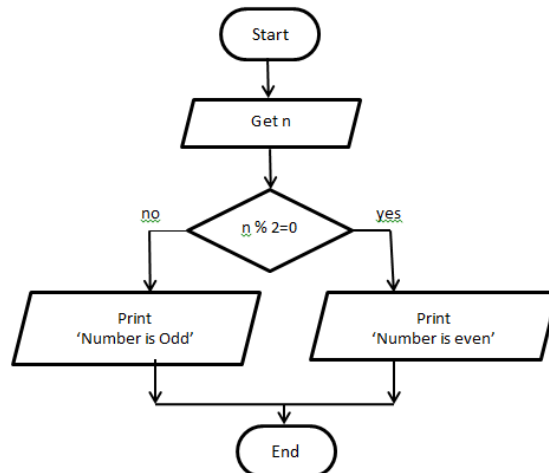 Start
Get n
no
yes
n % 2=0
Print
‘Number is Odd’
Print
‘Number is even’
End